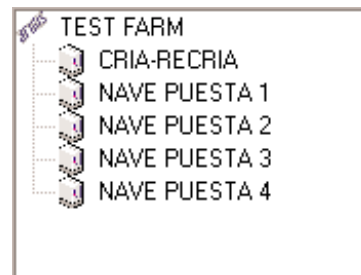 TEST FARM
CRIA-RECRIA
NAVE PUESTA 1
NAVE PUESTA 2
NAVE PUESTA 3
NAVE PUESTA 4